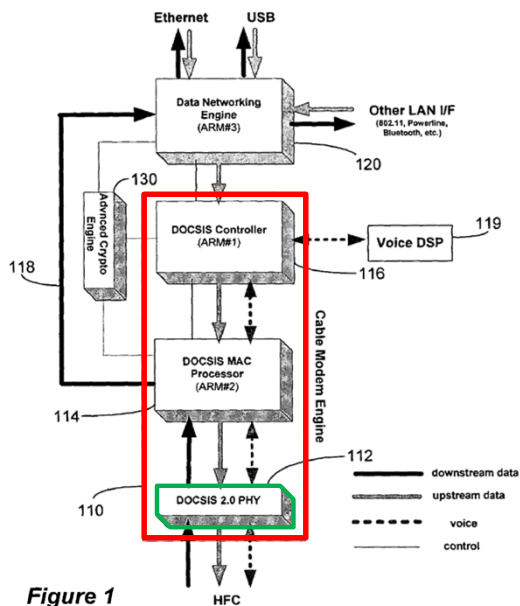 Ethernet
USB
Data Networking
Engine
(ARM#3)
Other LAN I/F
(802.11, Powerline,
Bluetooth, etc.)
120
130
Advnced Crypto
Engine
DOCSIS Controller
(ARM#1)
Voice DSP
119
116
118
DOCSIS MAC
Processor
(ARM#2)
114
Cable Modem Engine
112
DOCSIS 2.0 PHY
110
downstream data
upstream data
voice
control
HFC
Figure 1